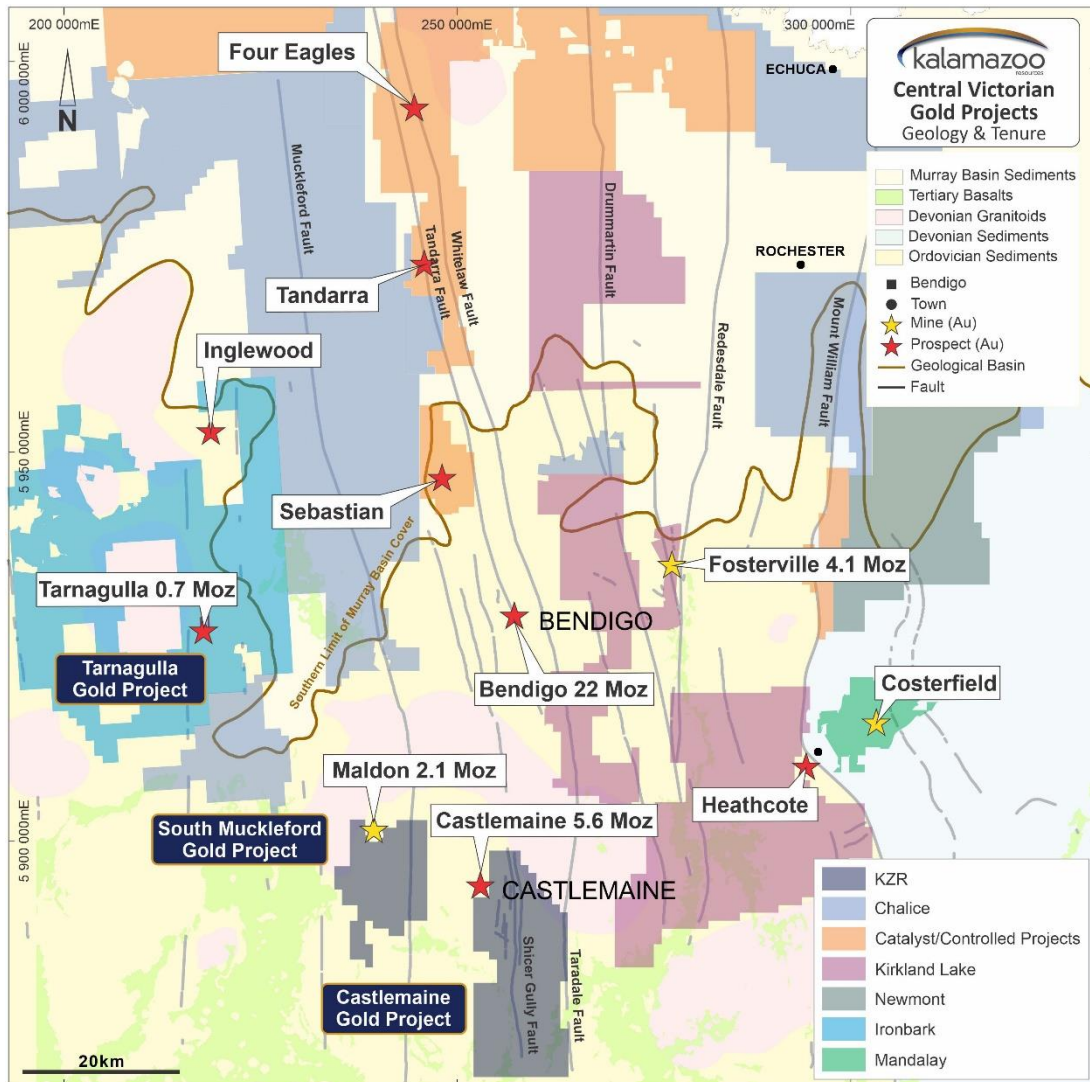 200 000mE
250 000mE
300 000mE
6 000 000mE
5 950 000mE
5 900 000mE
N
kalamazoo
resources
Central Victorian
Gold Projects
Geology & Tenure
Murray Basin Sediments
Tertiary Basalts
Devonian Granitoids
Devonian Sediments
Ordovician Sediments
Bendigo
Town
Mine (Au)
Prospect (Au)
Geological Basin
Fault
Four Eagles
ECHUCA
Muckleford Fault
Tandarra Fault
Whitelaw Fault
Drummartin Fault
ROCHESTER
Redesdale Fault
Mount William Fault
Tandarra
Inglewood
Sebastian
Southern Limit of Murray Basin Cover
Fosterville 4.1 Moz
Tarnagulla 0.7 Moz
BENDIGO
Tarnagulla
Gold Project
Bendigo 22 Moz
Costerfield
Maldon 2.1 Moz
Heathcote
South Muckleford
Gold Project
Castlemaine 5.6 Moz
CASTLEMAINE
Shicer Gully Fault
Taradale Fault
Castlemaine
Gold Project
20km
KZR
Chalice
Catalyst/Controlled Projects
Kirkland Lake
Newmont
Ironbark
Mandalay